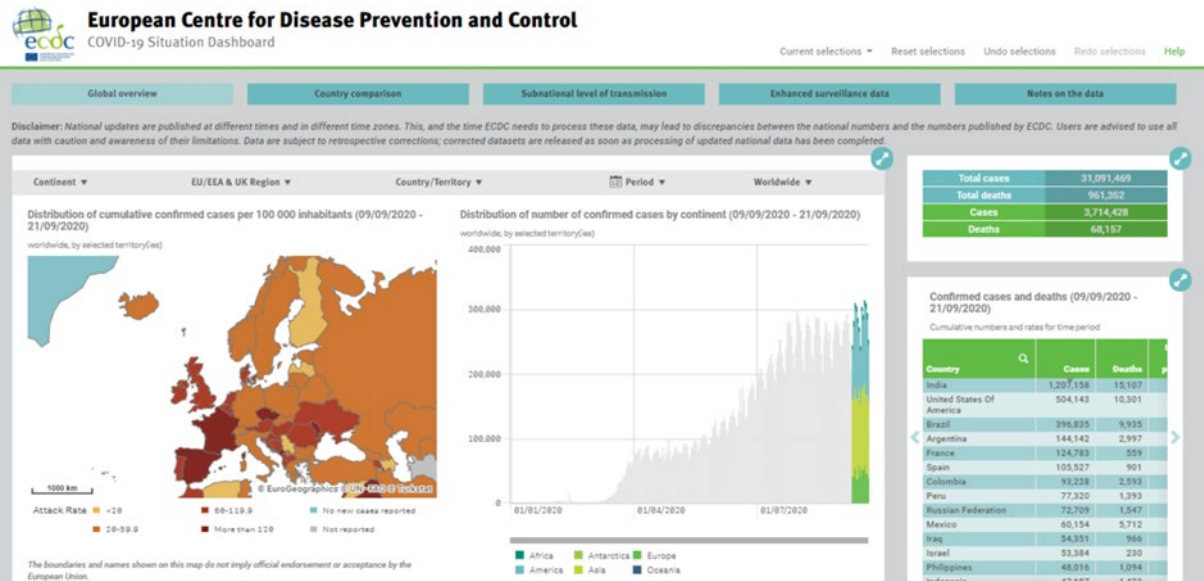 European Centre for Disease Prevention and Control
ecdc
COVID-19 Situation Dashboard
Current selections Reset selections Undo selections Redo selections Help
Global overview Country comparison Subnational level of transmission Enhanced surveillance data Notes on the data
Disclaimer: National updates are published at different times and in different time zones. This, and the time ECDC needs to process these data, may lead to discrepancies between the national numbers and the numbers published by ECDC. Users are advised to use all
data with caution and awareness of their limitations. Data are subject to retrospective corrections; corrected datasets are released as soon as processing of updated national data has been completed.
Continent EU/EEA & UK Region Country/Territory Period Worldwide
Distribution of cumulative confirmed cases per 100 000 inhabitants (09/09/2020 -
21/09/2020)
worldwide, by selected territory(ies)
1000 km
© EuroGeographics © UN-FAO © Turkstat
Attack Rate <20 60-119.9 No new cases reported
20-59.9 More than 120 Not reported
The boundaries and names shown on this map do not imply official endorsement or acceptance by the
European Union.
Distribution of number of confirmed cases by continent (09/09/2020 - 21/09/2020)
worldwide, by selected territory(ies)
400,000
300,000
200,000
100,000
0
01/01/2020 01/04/2020 01/07/2020
Africa Antarctica Europe
America Asia Oceania
Total cases 31,091,469
Total deaths 961,352
Cases 3,714,428
Deaths 68,157
Confirmed cases and deaths (09/09/2020 -
21/09/2020)
Cumulative numbers and rates for time period
Country Cases Deaths
India 1,207,158 15,107
United States Of
America 504,143 10,301
Brazil 396,835 9,935
Argentina 144,142 2,997
France 124,783 559
Spain 105,527 901
Colombia 93,228 2,593
Peru 77,320 1,393
Russian Federation 72,709 1,547
Mexico 60,154 5,712
Iraq 54,351 966
Israel 53,384 230
Philippines 48,016 1,094